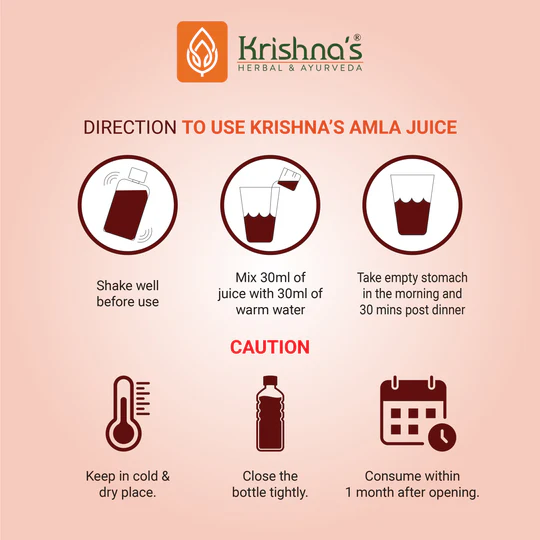 Krishna's®
HERBAL & AYURVEDA
DIRECTION TO USE KRISHNA'S AMLA JUICE
Shake well
before use
Mix 30ml of
juice with 30ml of
warm water
Take empty stomach
in the morning and
30 mins post dinner
CAUTION
Keep in cold &
dry place.
Close the
bottle tightly.
Consume within
1 month after opening.